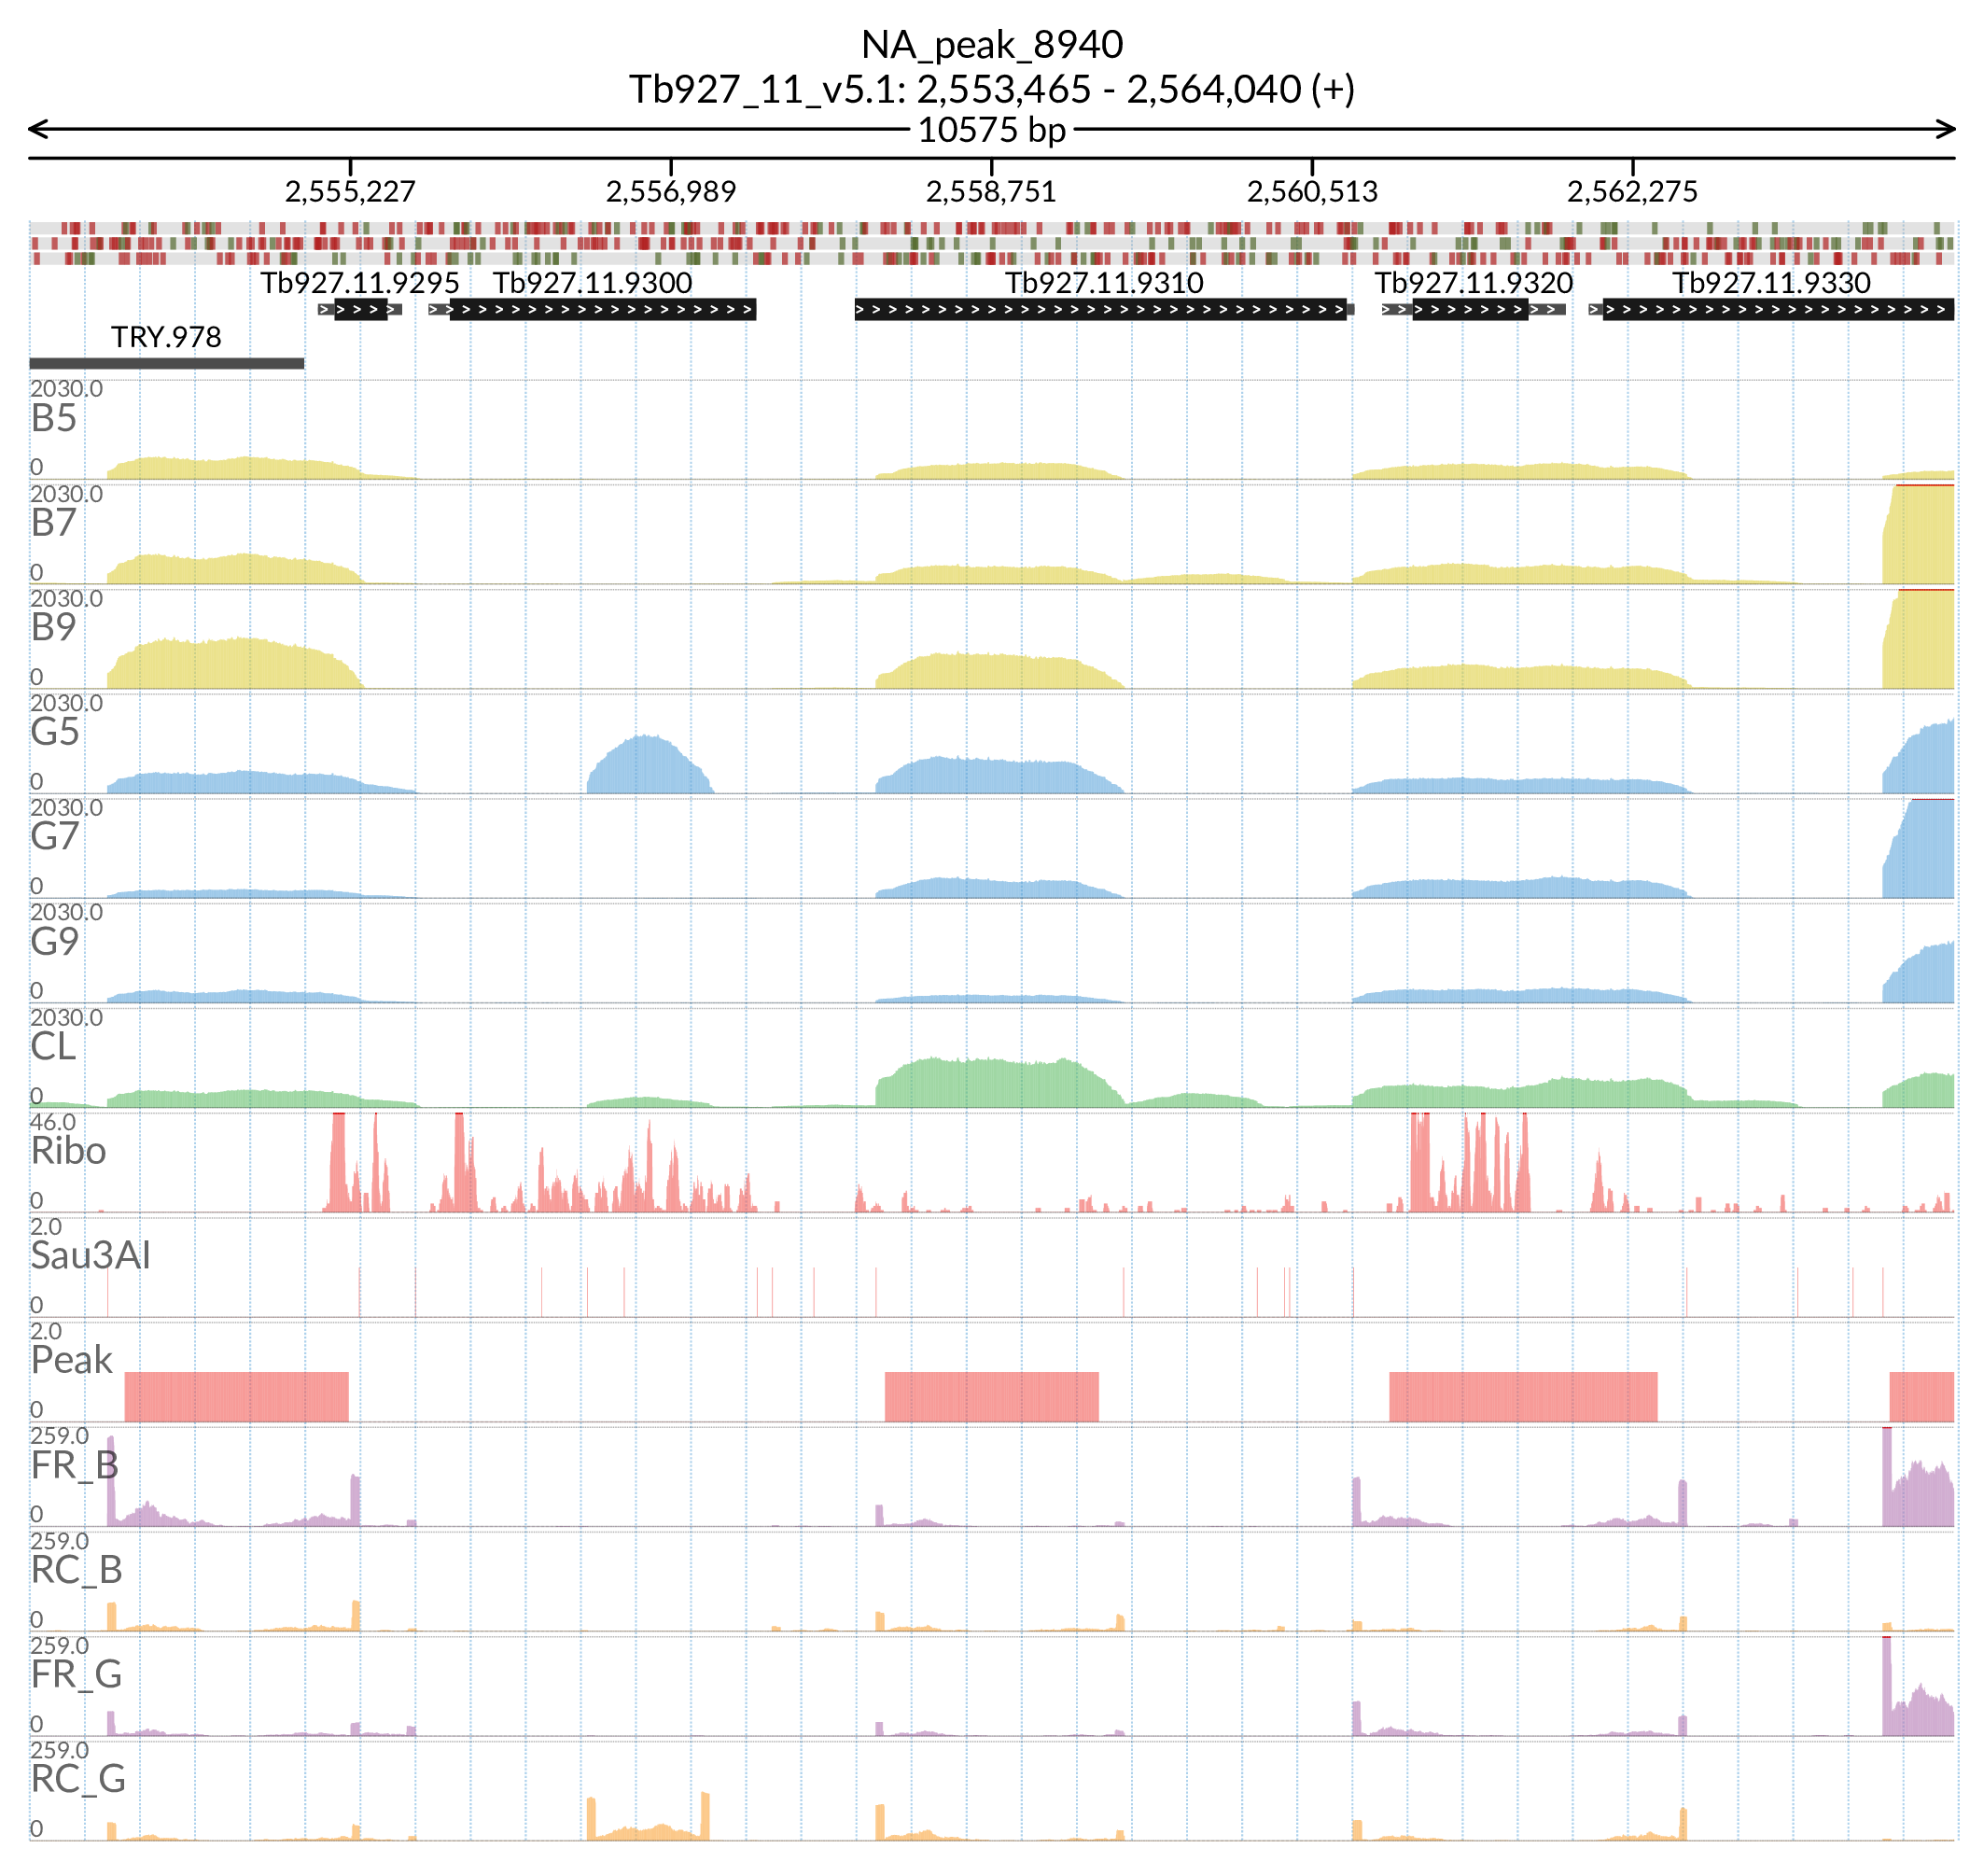 NA_peak_8940
Tb927_11_v5.1: 2,553,465 - 2,564,040 (+)
10575 bp
2,555,227 2,556,989 2,558,751 2,560,513 2,562,275
Tb927.11.9295 Tb927.11.9300 Tb927.11.9310 Tb927.11.9320 Tb927.11.9330
TRY.978
2030.0
B5
0
2030.0
B7
0
2030.0
B9
0
2030.0
G5
0
2030.0
G7
0
2030.0
G9
0
2030.0
CL
0
46.0
Ribo
0
2.0
Sau3AI
0
2.0
Peak
0
259.0
FR_B
0
259.0
RC_B
0
259.0
FR_G
0
259.0
RC_G
0